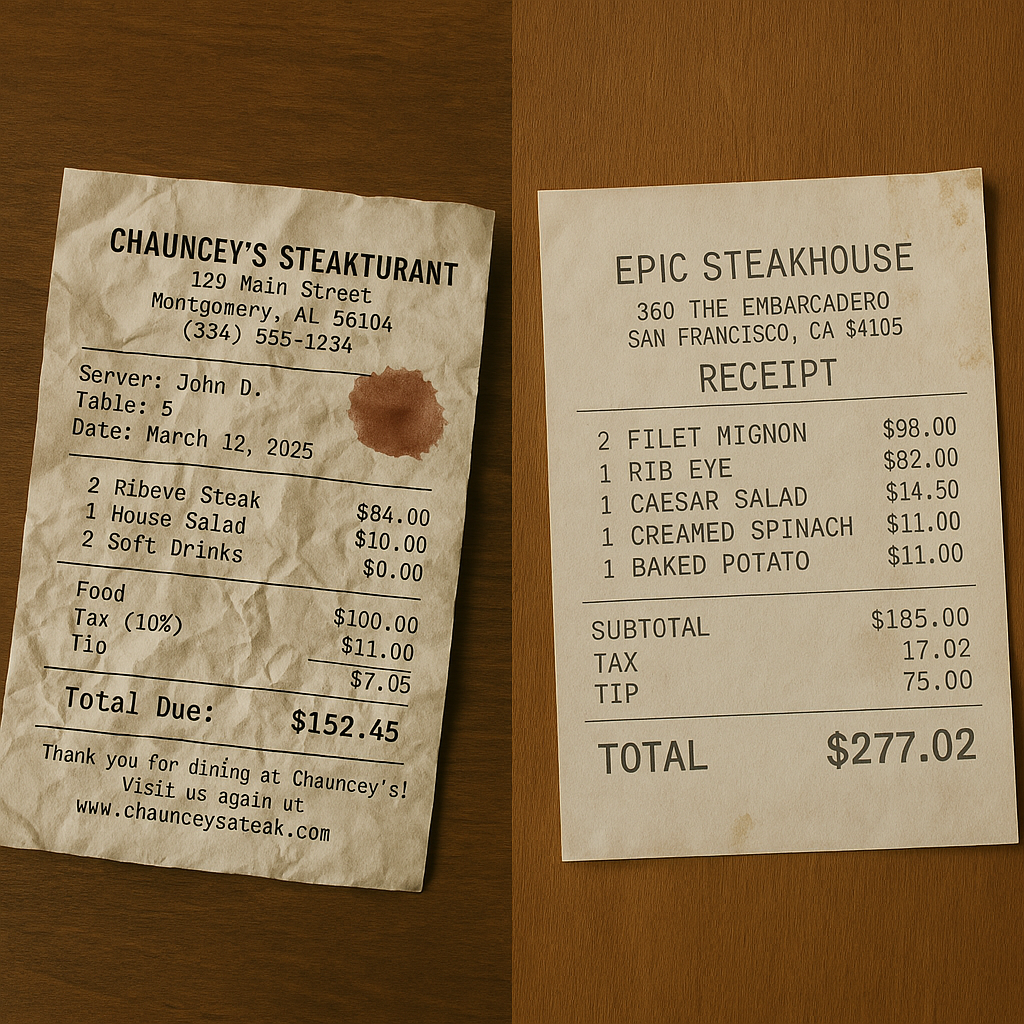 CHAUNCEY'S STEAKTURANT
129 Main Street
Montgomery, AL 56104
(334) 555-1234
Server: John D.
Table: 5
Date: March 12, 2025
2 Ribeve Steak $84.00
1 House Salad $10.00
2 Soft Drinks $0.00
Food $100.00
Tax (10%) $11.00
Tio $7.05
Total Due: $152.45
Thank you for dining at Chauncey's!
Visit us again ut
www.chaunceysateak.com
EPIC STEAKHOUSE
360 THE EMBARCADERO
SAN FRANCISCO, CA $4105
RECEIPT
2 FILET MIGNON $98.00
1 RIB EYE $82.00
1 CAESAR SALAD $14.50
1 CREAMED SPINACH $11.00
1 BAKED POTATO $11.00
SUBTOTAL $185.00
TAX 17.02
TIP 75.00
TOTAL $277.02